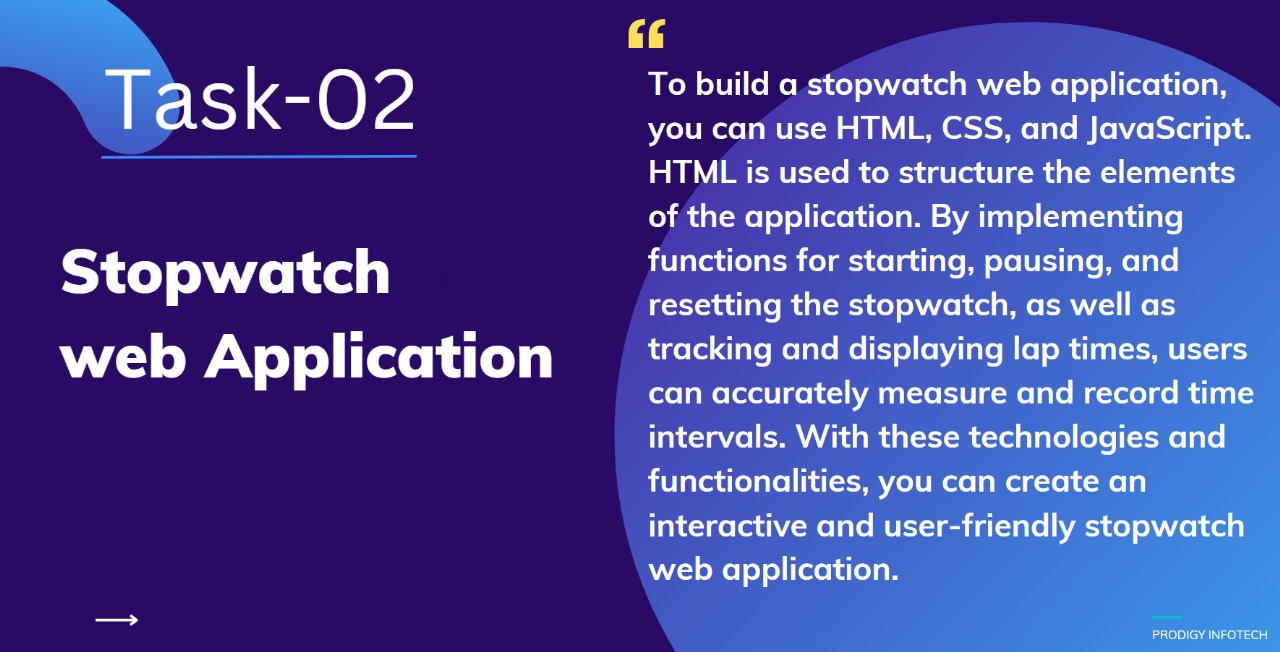 Task-02
Stopwatch
web Application
“
To build a stopwatch web application,
you can use HTML, CSS, and JavaScript.
HTML is used to structure the elements
of the application. By implementing
functions for starting, pausing, and
resetting the stopwatch, as well as
tracking and displaying lap times, users
can accurately measure and record time
intervals. With these technologies and
functionalities, you can create an
interactive and user-friendly stopwatch
web application.
PRODIGY INFOTECH